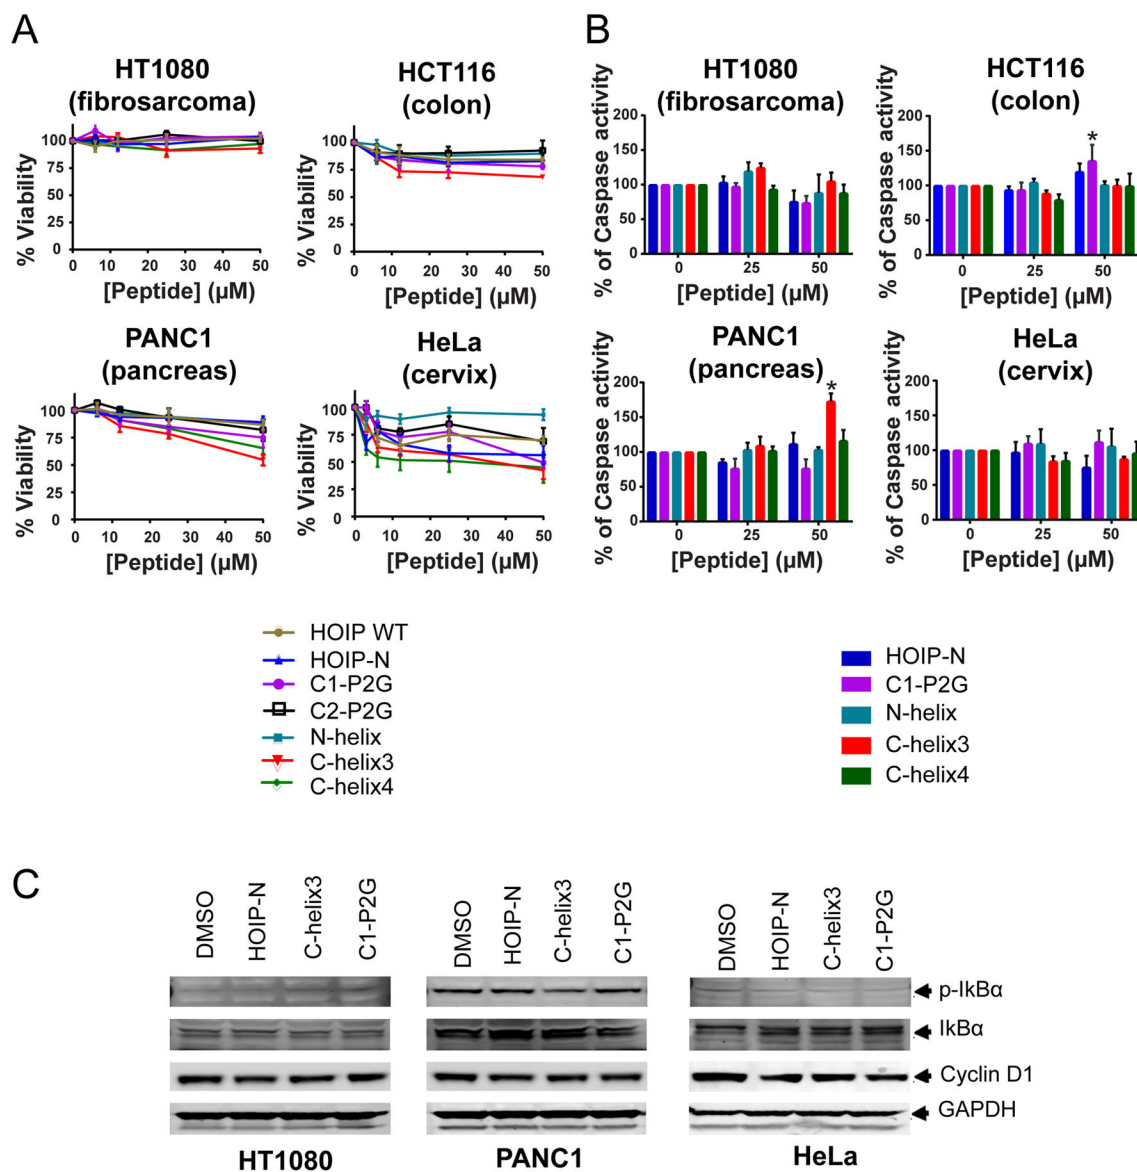 A
HT1080
(fibrosarcoma)
% Viability
100
75
50
25
0
0 10 20 30 40 50
[Peptide] (µM)
HCT116
(colon)
100
75
50
25
0
0 10 20 30 40 50
[Peptide] (µM)
PANC1
(pancreas)
% Viability
100
75
50
25
0
0 10 20 30 40 50
[Peptide] (µM)
HeLa
(cervix)
100
75
50
25
0
0 10 20 30 40 50
[Peptide] (µM)
HOIP WT
HOIP-N
C1-P2G
C2-P2G
N-helix
C-helix3
C-helix4
B
HT1080
(fibrosarcoma)
% of Caspase activity
200
150
100
50
0
0 25 50
[Peptide] (µM)
HCT116
(colon)
% of Caspase activity
200
150
100
50
0
*
0 25 50
[Peptide] (µM)
PANC1
(pancreas)
% of Caspase activity
200
150
100
50
0
*
0 25 50
[Peptide] (µM)
HeLa
(cervix)
% of Caspase activity
200
150
100
50
0
0 25 50
[Peptide] (µM)
HOIP-N
C1-P2G
N-helix
C-helix3
C-helix4
C
DMSO
HOIP-N
C-helix3
C1-P2G
DMSO
HOIP-N
C-helix3
C1-P2G
DMSO
HOIP-N
C-helix3
C1-P2G
p-IkBα
IkBα
Cyclin D1
GAPDH
HT1080
PANC1
HeLa